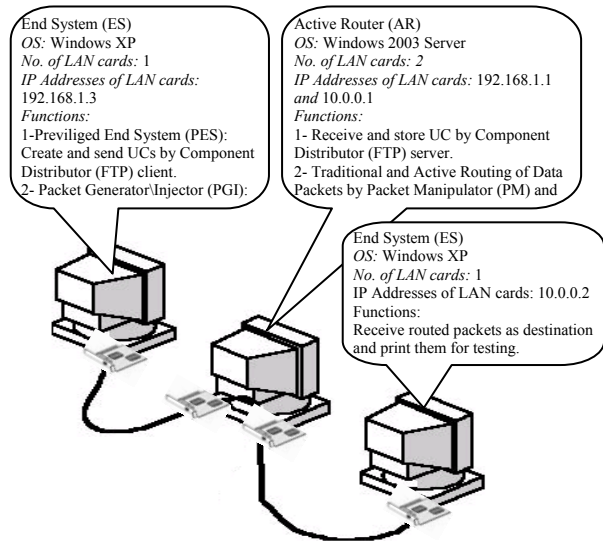 End System (ES)
OS: Windows XP
No. of LAN cards: 1
IP Addresses of LAN cards:
192.168.1.3
Functions:
1-Previliged End System (PES):
Create and send UCs by Component
Distributor (FTP) client.
2- Packet Generator\Injector (PGI):
Active Router (AR)
OS: Windows 2003 Server
No. of LAN cards: 2
IP Addresses of LAN cards: 192.168.1.1
and 10.0.0.1
Functions:
1- Receive and store UC by Component
Distributor (FTP) server.
2- Traditional and Active Routing of Data
Packets by Packet Manipulator (PM) and
End System (ES)
OS: Windows XP
No. of LAN cards: 1
IP Addresses of LAN cards: 10.0.0.2
Functions:
Receive routed packets as destination
and print them for testing.